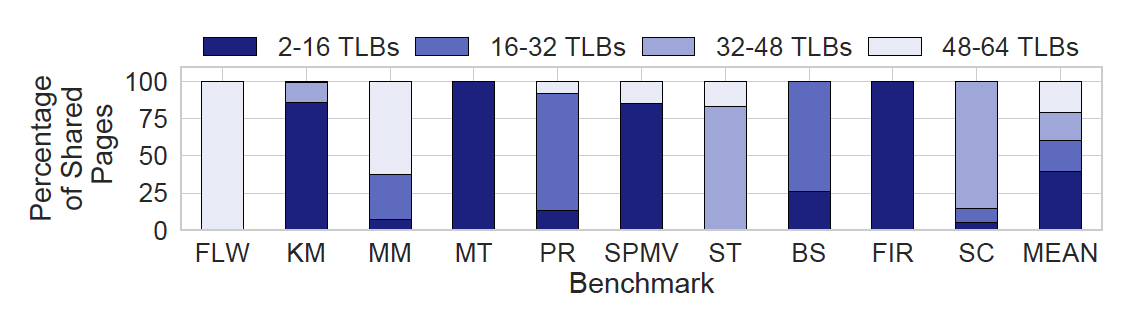 2-16 TLBs 16-32 TLBs 32-48 TLBs 48-64 TLBs
Percentage
of Shared
Pages
100
75
50
25
0
FLW KM MM MT PR SPMV ST BS FIR SC MEAN
Benchmark